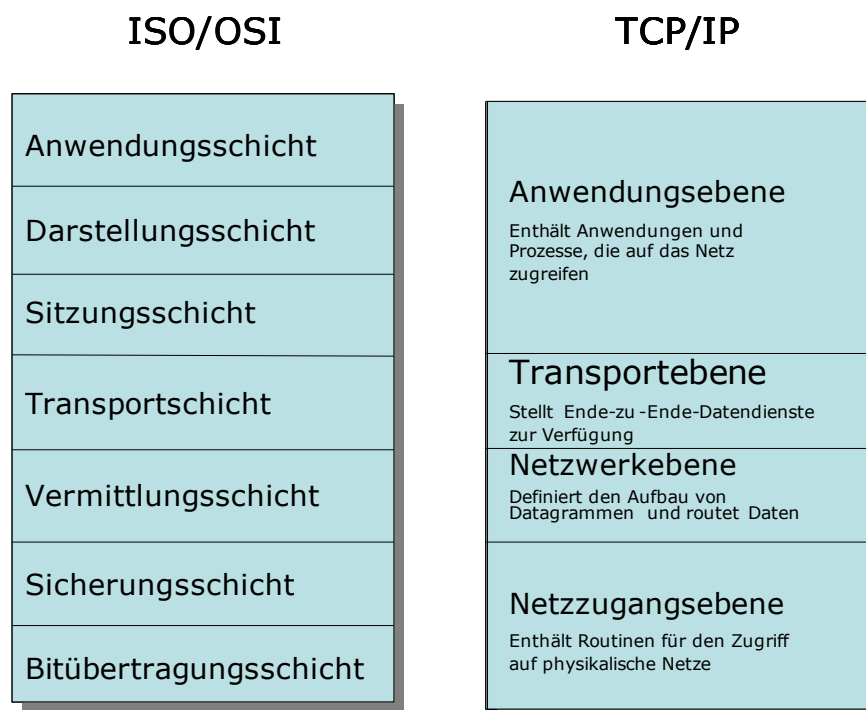 ISO/OSI
Anwendungsschicht
Darstellungsschicht
Sitzungsschicht
Transportschicht
Vermittlungsschicht
Sicherungsschicht
Bitübertragungsschicht
TCP/IP
Anwendungsebene
Enthält Anwendungen und
Prozesse, die auf das Netz
zugreifen
Transportebene
Stellt Ende-zu -Ende-Datendienste
zur Verfügung
Netzwerkebene
Definiert den Aufbau von
Datagrammen und routet Daten
Netzzugangsebene
Enthält Routinen für den Zugriff
auf physikalische Netze